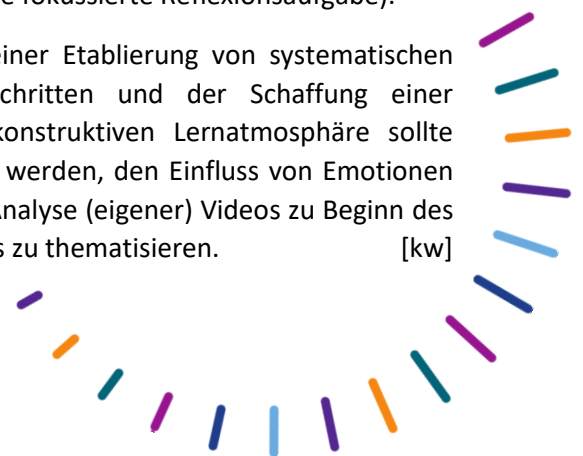 e fokussierte Reflexionsaufgabe).
einer Etablierung von systematischen
chritten und der Schaffung einer
konstruktiven Lernatmosphäre sollte
werden, den Einfluss von Emotionen
Analyse (eigener) Videos zu Beginn des
s zu thematisieren. [kw]